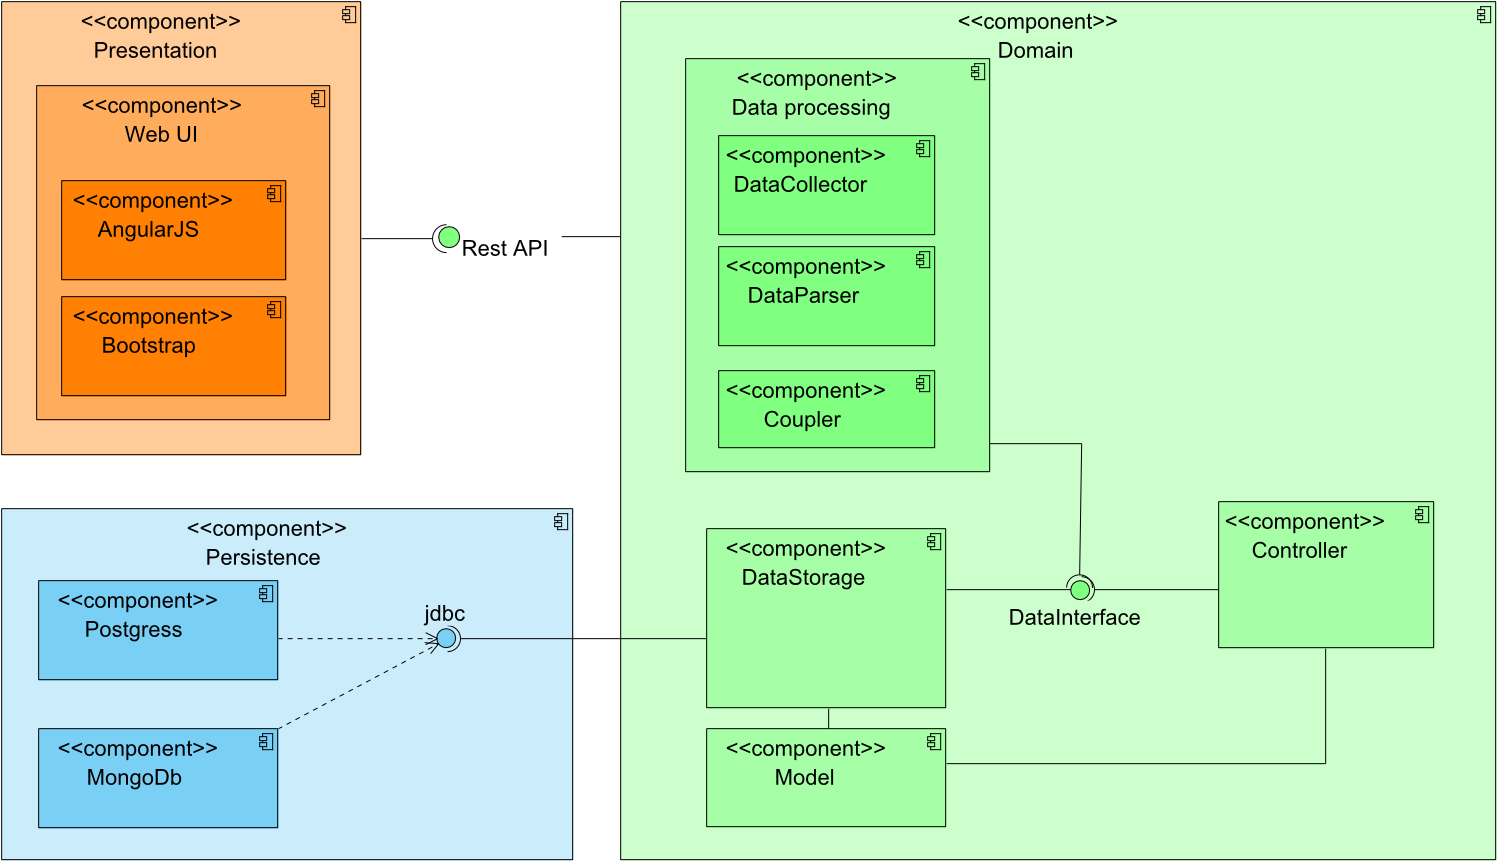 <<component>>
Presentation
<<component>>
Web UI
<<component>>
AngularJS
<<component>>
Bootstrap
Rest API
<<component>>
Domain
<<component>>
Data processing
<<component>>
DataCollector
<<component>>
DataParser
<<component>>
Coupler
<<component>>
Persistence
<<component>>
Postgress
<<component>>
MongoDb
jdbc
<<component>>
DataStorage
DataInterface
<<component>>
Controller
<<component>>
Model